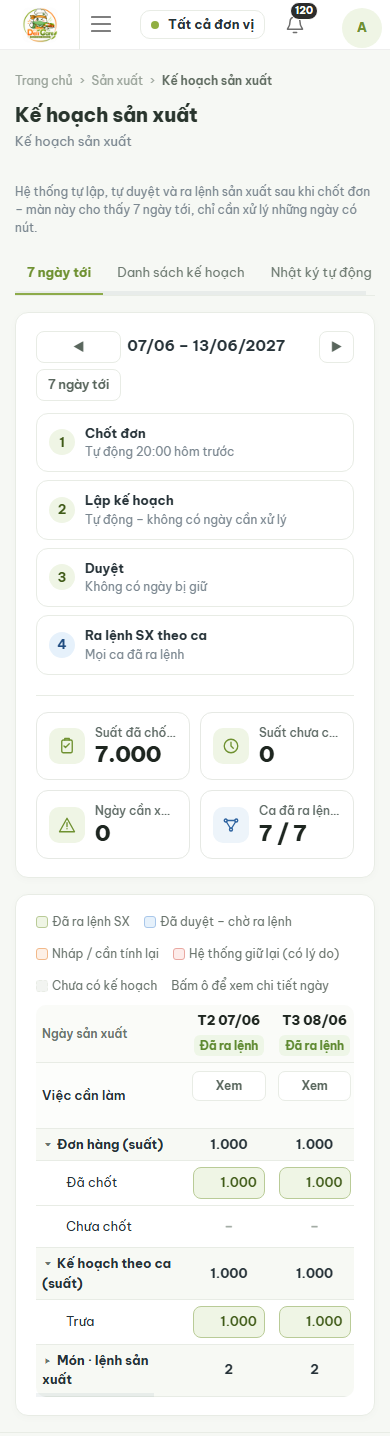 Tất cả đơn vị
120
A
Trang chủ › Sản xuất › Kế hoạch sản xuất
Kế hoạch sản xuất
Kế hoạch sản xuất
Hệ thống tự lập, tự duyệt và ra lệnh sản xuất sau khi chốt đơn
– màn này cho thấy 7 ngày tới, chỉ cần xử lý những ngày có
nút.
7 ngày tới Danh sách kế hoạch Nhật ký tự động
◀ 07/06 – 13/06/2027 ▶
7 ngày tới
1 Chốt đơn
Tự động 20:00 hôm trước
2 Lập kế hoạch
Tự động – không có ngày cần xử lý
3 Duyệt
Không có ngày bị giữ
4 Ra lệnh SX theo ca
Mọi ca đã ra lệnh
Suất đã chố... Suất chưa c...
7.000 0
Ngày cần x... Ca đã ra lện...
0 7 / 7
Đã ra lệnh SX Đã duyệt – chờ ra lệnh
Nháp / cần tính lại Hệ thống giữ lại (có lý do)
Chưa có kế hoạch Bấm ô để xem chi tiết ngày
Ngày sản xuất T2 07/06 T3 08/06
Đã ra lệnh Đã ra lệnh
Việc cần làm Xem Xem
Đơn hàng (suất) 1.000 1.000
Đã chốt 1.000 1.000
Chưa chốt – –
Kế hoạch theo ca
(suất) 1.000 1.000
Trưa 1.000 1.000
Món · lệnh sản
xuất 2 2